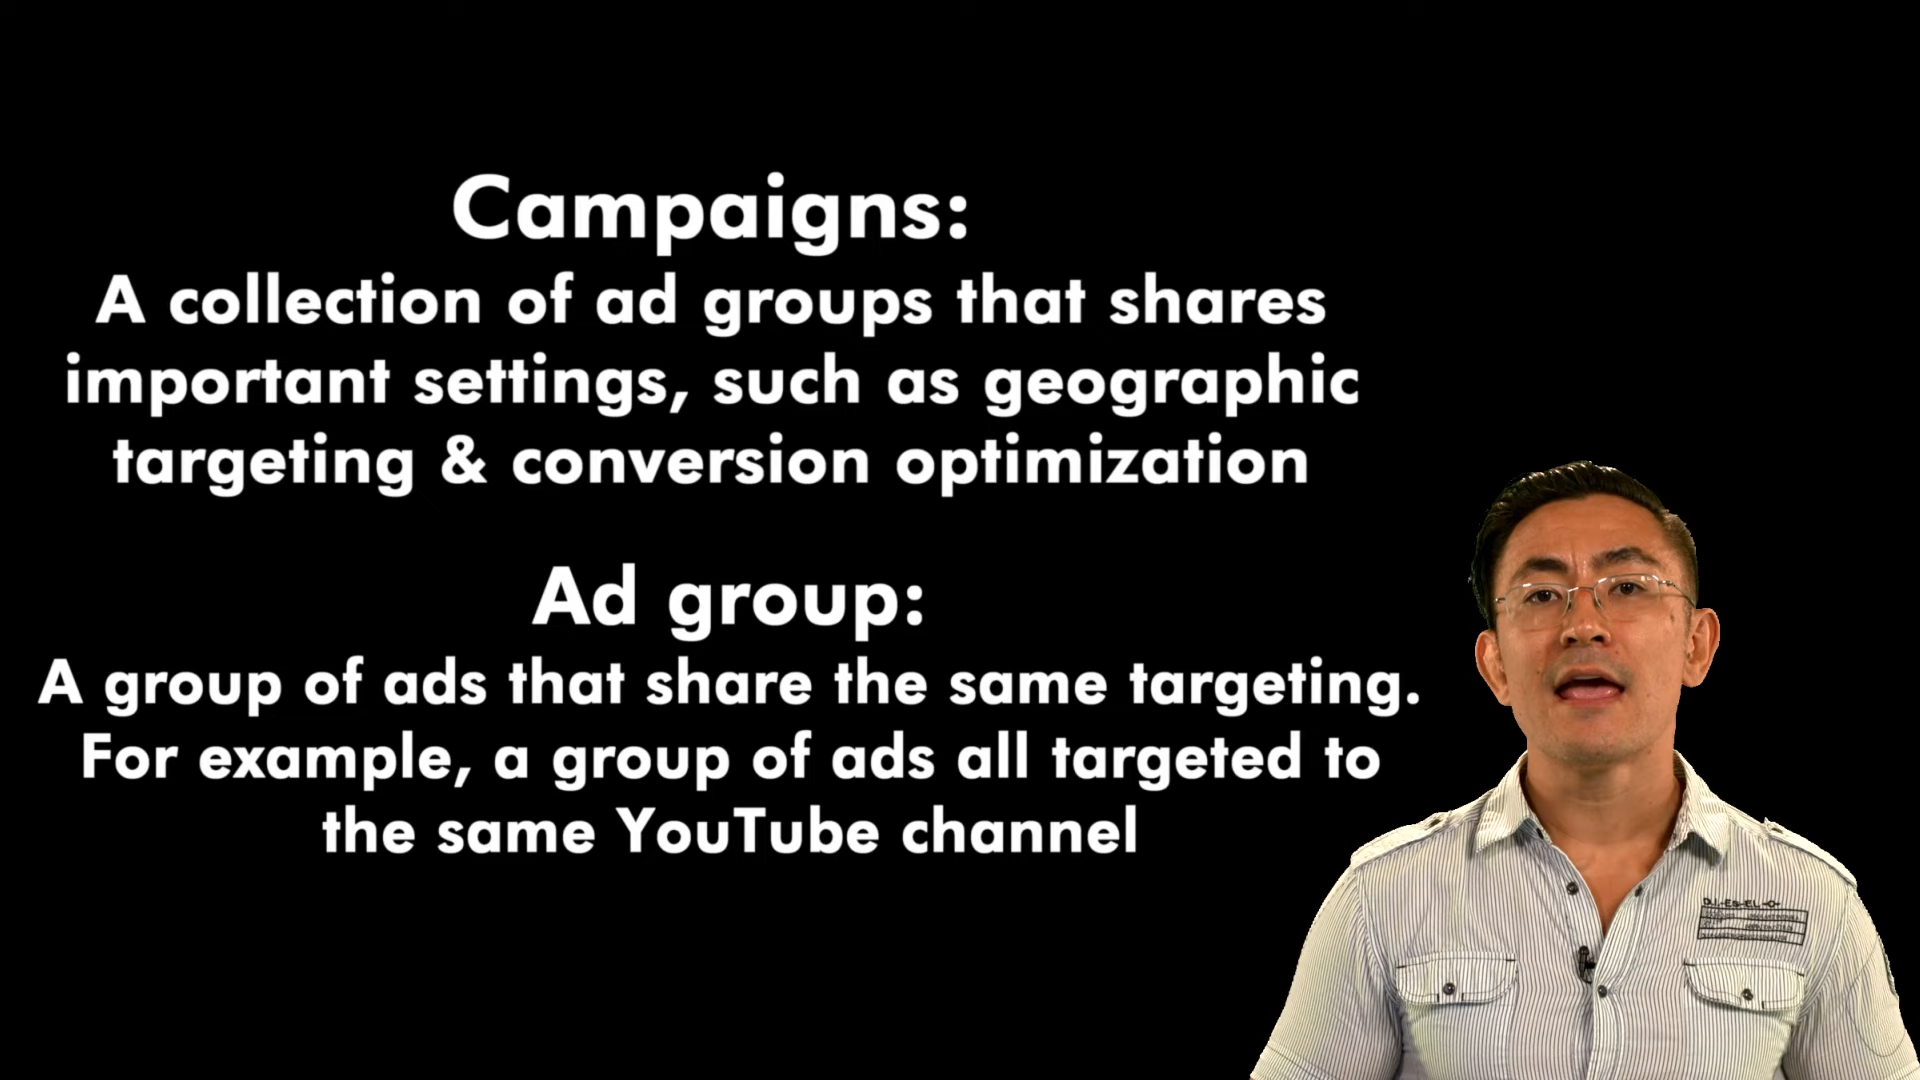 Campaigns:
A collection of ad groups that shares
important settings, such as geographic
targeting & conversion optimization
Ad group:
A group of ads that share the same targeting.
For example, a group of ads all targeted to
the same YouTube channel